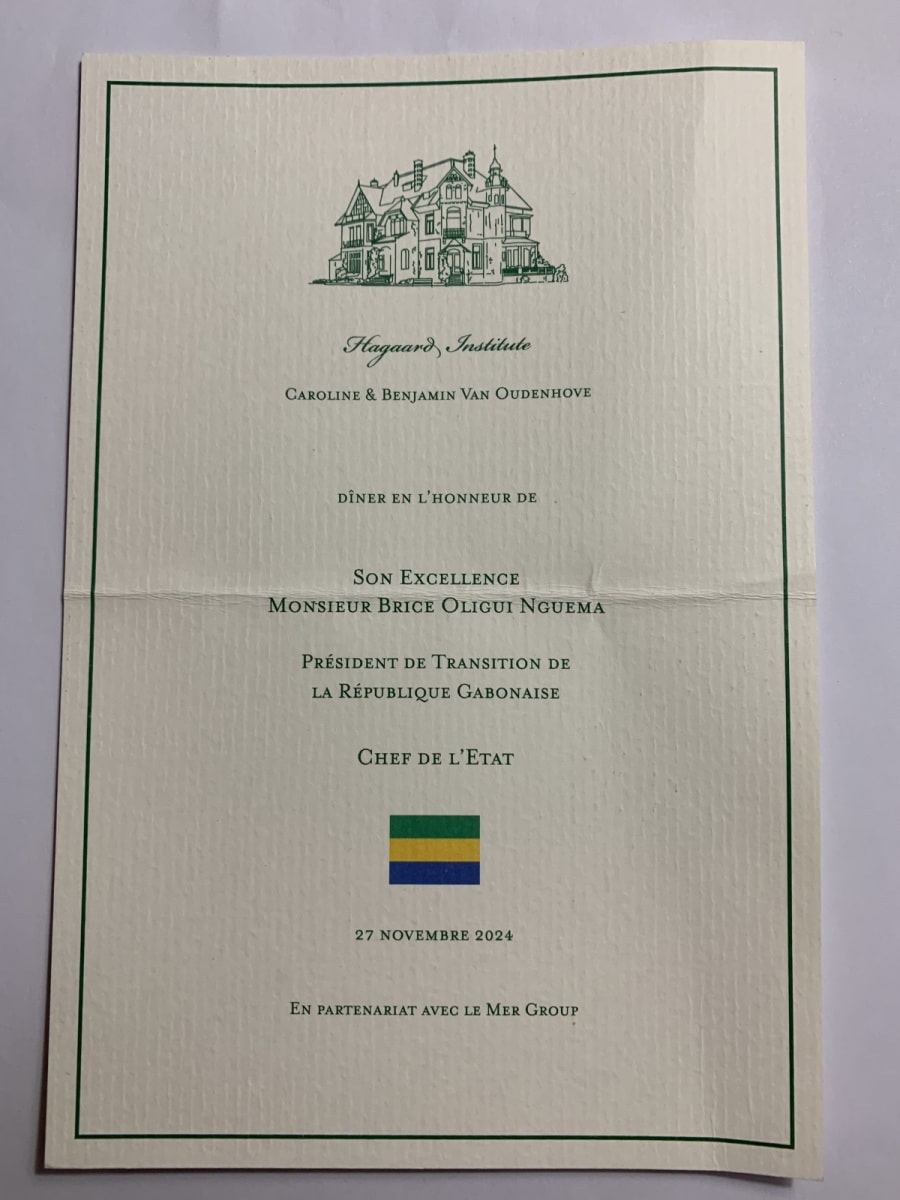 Hagaard Institute
Caroline & Benjamin Van Oudenhove
dîner en l'honneur de
Son Excellence
Monsieur Brice Oligui Nguema
Président de Transition de
la République Gabonaise
Chef de l'Etat
27 novembre 2024
En partenariat avec le Mer Group